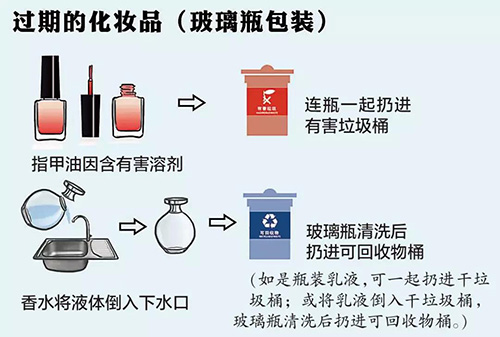 过期的化妆品（玻璃瓶包装）
连瓶一起扔进
有害垃圾桶
有害垃圾
指甲油因含有害溶剂
可回收物
玻璃瓶清洗后
扔进可回收物桶
香水将液体倒入下水口
(如是瓶装乳液,可一起扔进干垃
圾桶；或将乳液倒入干垃圾桶，
玻璃瓶清洗后扔进可回收物桶。)